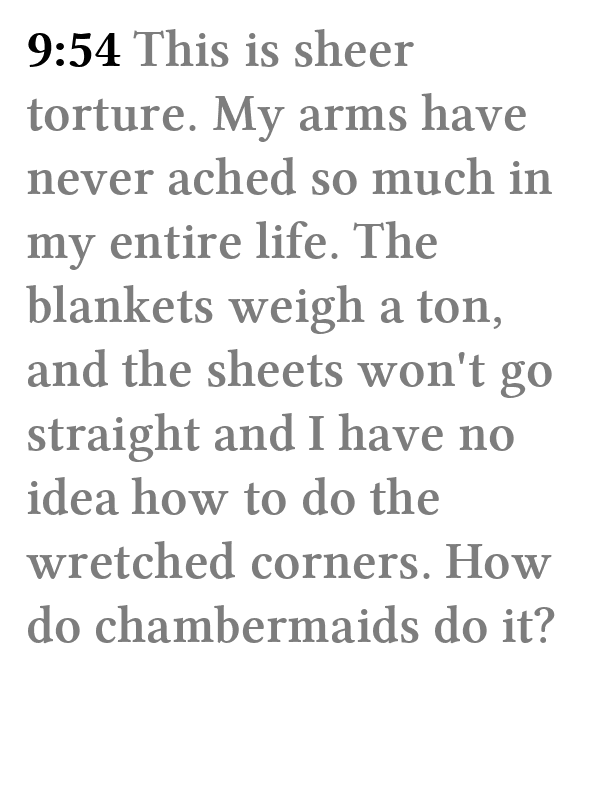 9:54 This is sheer
torture. My arms have
never ached so much in
my entire life. The
blankets weigh a ton,
and the sheets won't go
straight and I have no
idea how to do the
wretched corners. How
do chambermaids do it?